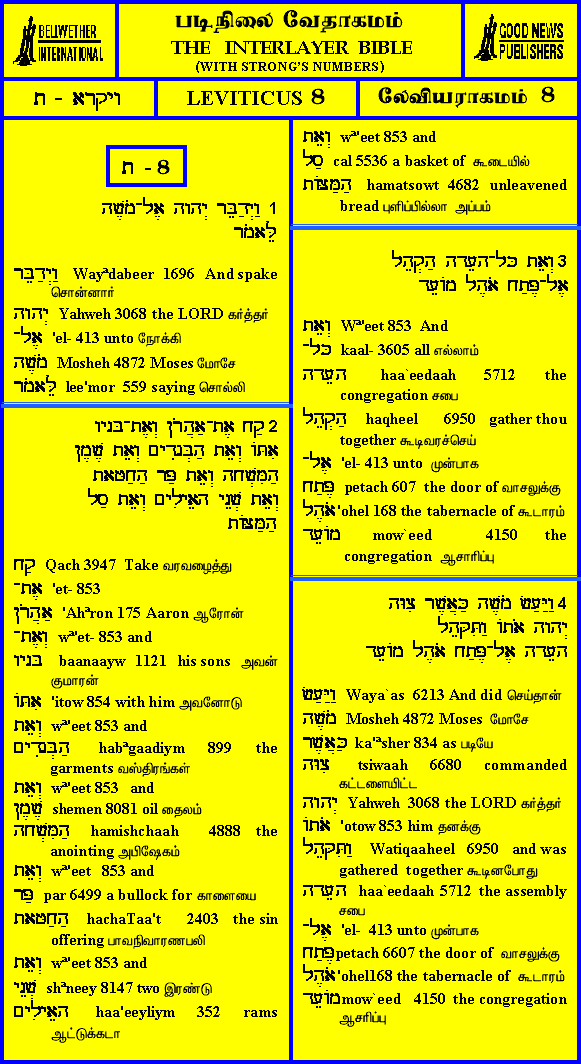 BELLWETHER
INTERNATIONAL
படிநிலை வேதாகமம்
THE INTERLAYER BIBLE
(WITH STRONG'S NUMBERS)
GOOD NEWS
PUBLISHERS
ויקרא - ת
LEVITICUS 8
லேவியராகமம் 8
ת - 8
1 וַיְדַבֵּר יְהוָה אֶל־מֹשֶׁה
לֵּאמֹר
וַיְדַבֵּר Wayªdabeer 1696 And spake
சொன்னார்
יְהוָה Yahweh 3068 the LORD கர்த்தர்
אֶל־ 'el- 413 unto நோக்கி
מֹשֶׁה Mosheh 4872 Moses மோசே
לֵּאמֹר lee'mor 559 saying சொல்லி
2 קַח אֶת־אַהֲרֹן וְאֶת־בָּנָיו
אִתּוֹ וְאֵת הַבְּגָדִים וְאֵת שֶׁמֶן
הַמִּשְׁחָה וְאֵת פַּר הַחַטָּאת
וְאֵת שְׁנֵי הָאֵילִים וְאֵת סַל
הַמַּצּוֹת
קַח Qach 3947 Take வரவழைத்து
אֶת־ 'et- 853
אַהֲרֹן 'Ahªron 175 Aaron ஆரோன்
וְאֶת־ wª'et- 853 and
בָּנָיו baanaayw 1121 his sons அவன்
குமாரன்
אִתּוֹ 'itow 854 with him அவனோடு
וְאֵת wª'eet 853 and
הַבְּגָדִים habªgaadiym 899 the
garments வஸ்திரங்கள்
וְאֵת wª'eet 853 and
שֶׁמֶן shemen 8081 oil தைலம்
הַמִּשְׁחָה hamishchaah 4888 the
anointing அபிஷேகம்
וְאֵת wª'eet 853 and
פַּר par 6499 a bullock for காளையை
הַחַטָּאת hachaTaa't 2403 the sin
offering பாவநிவாரணபலி
וְאֵת wª'eet 853 and
שְׁנֵי shªneey 8147 two இரண்டு
הָאֵילִים haa'eeyliym 352 rams
ஆட்டுக்கடா
וְאֵת wª'eet 853 and
סַל cal 5536 a basket of கூடையில்
הַמַּצּוֹת hamatsowt 4682 unleavened
bread புளிப்பில்லா அப்பம்
3 וְאֵת כָּל־הָעֵדָה הַקְהֵל
אֶל־פֶּתַח אֹהֶל מוֹעֵד
וְאֵת Wª'eet 853 And
כָּל־ kaal- 3605 all எல்லாம்
הָעֵדָה haa`eedaah 5712 the
congregation சபை
הַקְהֵל haqheel 6950 gather thou
together கூடிவரச்செய்
אֶל־ 'el- 413 unto முன்பாக
פֶּתַח petach 607 the door of வாசலுக்கு
אֹהֶל 'ohel 168 the tabernacle of கூடாரம்
מוֹעֵד mow`eed 4150 the
congregation ஆசாரிப்பு
4 וַיַּעַשׂ מֹשֶׁה כַּאֲשֶׁר צִוָּה
יְהוָה אֹתוֹ וַתִּקָּהֵל
הָעֵדָה אֶל־פֶּתַח אֹהֶל מוֹעֵד
וַיַּעַשׂ Waya`as 6213 And did செய்தான்
מֹשֶׁה Mosheh 4872 Moses மோசே
כַּאֲשֶׁר ka'ªsher 834 as படியே
צִוָּה tsiwaah 6680 commanded
கட்டளையிட்ட
יְהוָה Yahweh 3068 the LORD கர்த்தர்
אֹתוֹ 'otow 853 him தனக்கு
וַתִּקָּהֵל Watiqaaheel 6950 and was
gathered together கூடினபோது
הָעֵדָה haa`eedaah 5712 the assembly
சபை
אֶל־ 'el- 413 unto முன்பாக
פֶּתַח petach 6607 the door of வாசலுக்கு
אֹהֶל 'ohel168 the tabernacle of கூடாரம்
מוֹעֵד mow`eed 4150 the congregation
ஆசரிப்பு